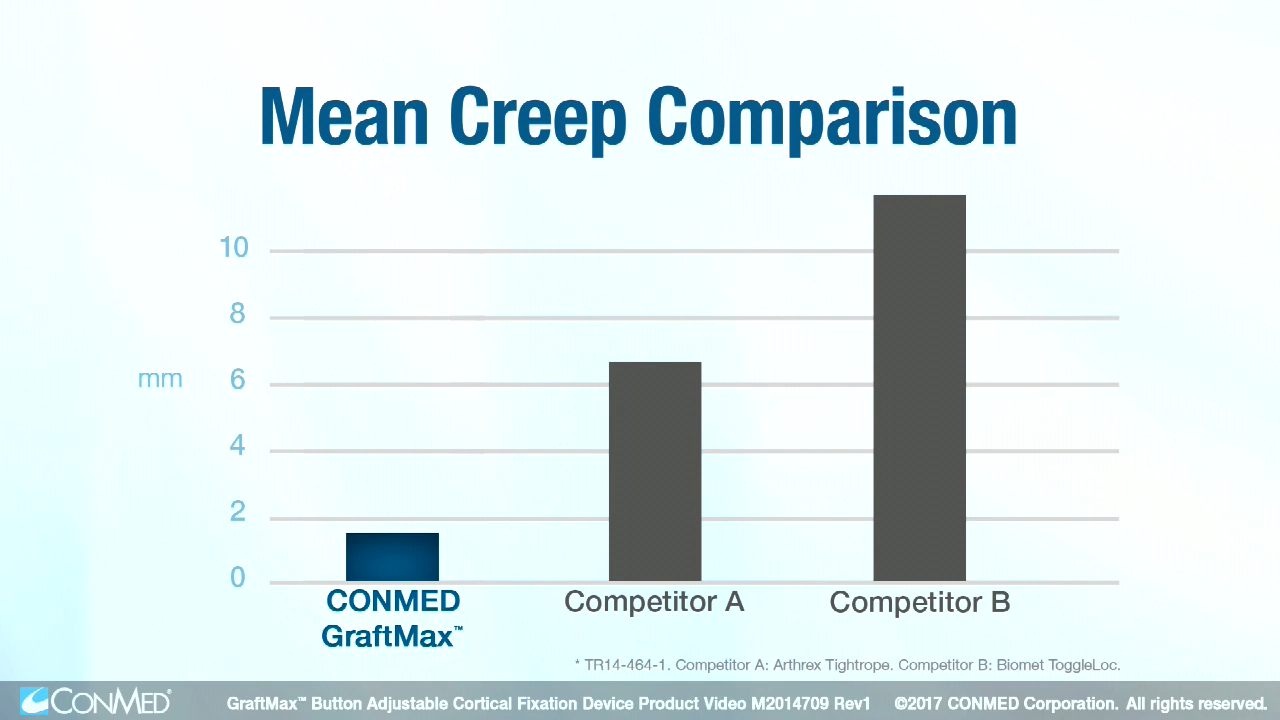 Mean Creep Comparison
10
8
mm 6
4
2
0
CONMED
GraftMax™
Competitor A
Competitor B
* TR14-464-1. Competitor A: Arthrex Tightrope. Competitor B: Biomet ToggleLoc.
CONMED® GraftMax™ Button Adjustable Cortical Fixation Device Product Video M2014709 Rev1 ©2017 CONMED Corporation. All rights reserved.